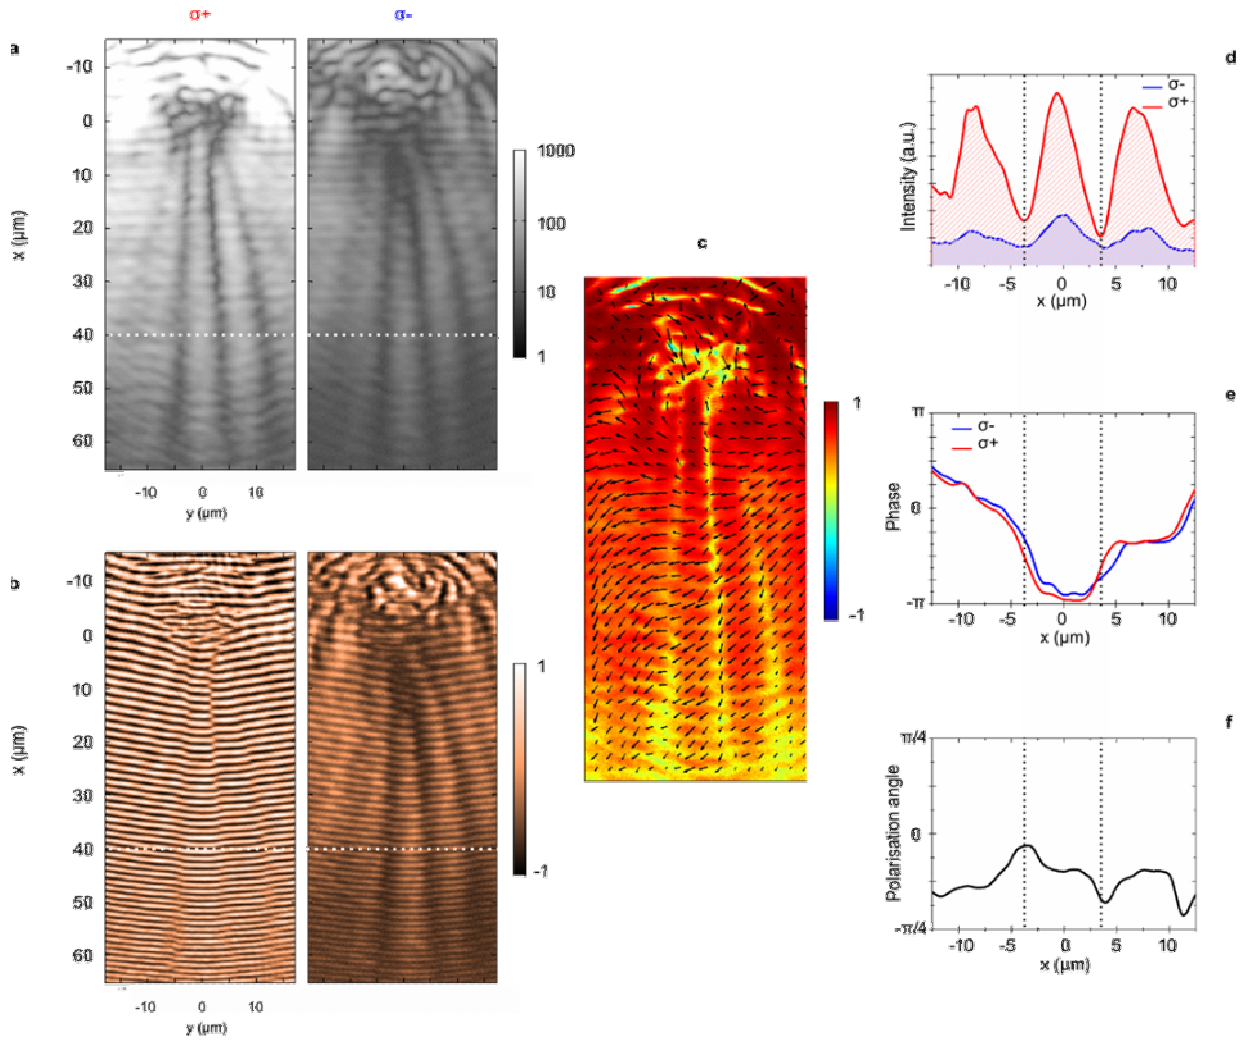 σ+ σ-
a
-10
0
10
20
30
40
50
60
x (µm)
-10 0 10
y (µm)
1000
100
10
1
b
-10
0
10
20
30
40
50
60
x (µm)
-10 0 10
y (µm)
1
-1
c
1
-1
d
σ-
σ+
Intensity (a.u.)
-10 -5 0 5 10
x (µm)
e
π
0
-π
σ-
σ+
Phase
-10 -5 0 5 10
x (µm)
f
π/4
0
-π/4
Polarisation angle
-10 -5 0 5 10
x (µm)